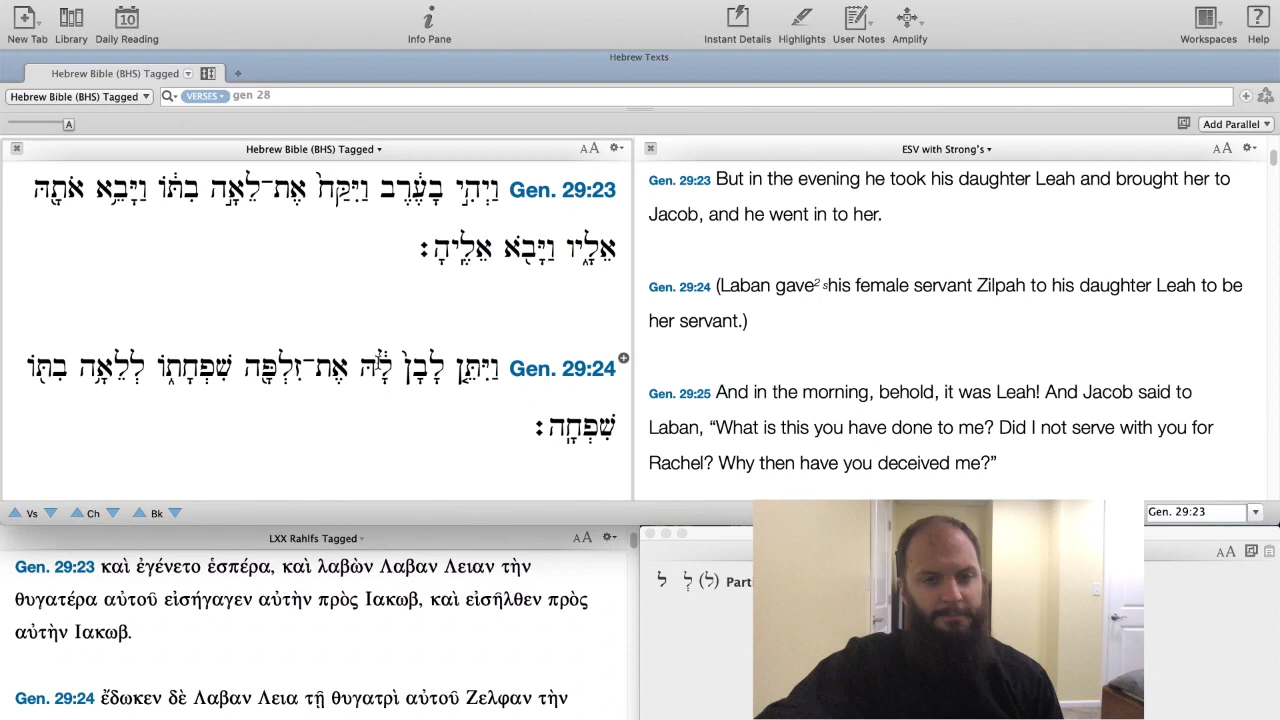 New Tab Library Daily Reading Info Pane Instant Details Highlights User Notes Amplify Workspaces Help
10
Hebrew Texts
Hebrew Bible (BHS) Tagged
Hebrew Bible (BHS) Tagged VERSES gen 28
A Add Parallel
Hebrew Bible (BHS) Tagged AA
Gen. 29:23 וַיְהִ֣י בָעֶ֔רֶב וַיִּקַּח֙ אֶת־לֵאָ֣ה בִתּ֔וֹ וַיָּבֵ֥א אֹתָ֖הּ
אֵלָ֑יו וַיָּבֹ֖א אֵלֶֽיהָ׃
Gen. 29:24 וַיִּתֵּ֤ן לָבָן֙ לָ֔הּ אֶת־זִלְפָּ֖ה שִׁפְחָת֑וֹ לְלֵאָ֥ה בִתּ֖וֹ
שִׁפְחָֽה׃
Vs Ch Bk
ESV with Strong's AA
Gen. 29:23 But in the evening he took his daughter Leah and brought her to
Jacob, and he went in to her.
Gen. 29:24 (Laban gave² ˢhis female servant Zilpah to his daughter Leah to be
her servant.)
Gen. 29:25 And in the morning, behold, it was Leah! And Jacob said to
Laban, “What is this you have done to me? Did I not serve with you for
Rachel? Why then have you deceived me?”
Gen. 29:23
LXX Rahlfs Tagged AA
Gen. 29:23 καὶ ἐγένετο ἑσπέρα, καὶ λαβὼν Λαβαν Λειαν τὴν
θυγατέρα αὐτοῦ εἰσήγαγεν αὐτὴν πρὸς Ιακωβ, καὶ εἰσῆλθεν πρὸς
αὐτὴν Ιακωβ.
Gen. 29:24 ἔδωκεν δὲ Λαβαν Λεια τῇ θυγατρὶ αὐτοῦ Ζελφαν τὴν
AA
ל לְ (ל) Part